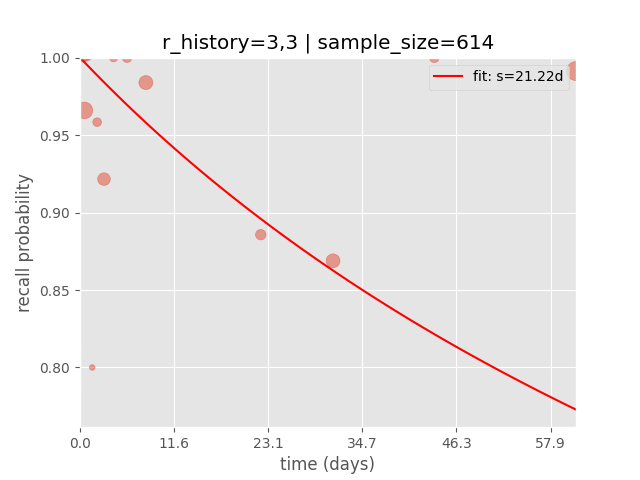 r_history=3,3 | sample_size=614
fit: s=21.22d
1.00
0.95
0.90
0.85
0.80
recall probability
0.0 11.6 23.1 34.7 46.3 57.9
time (days)